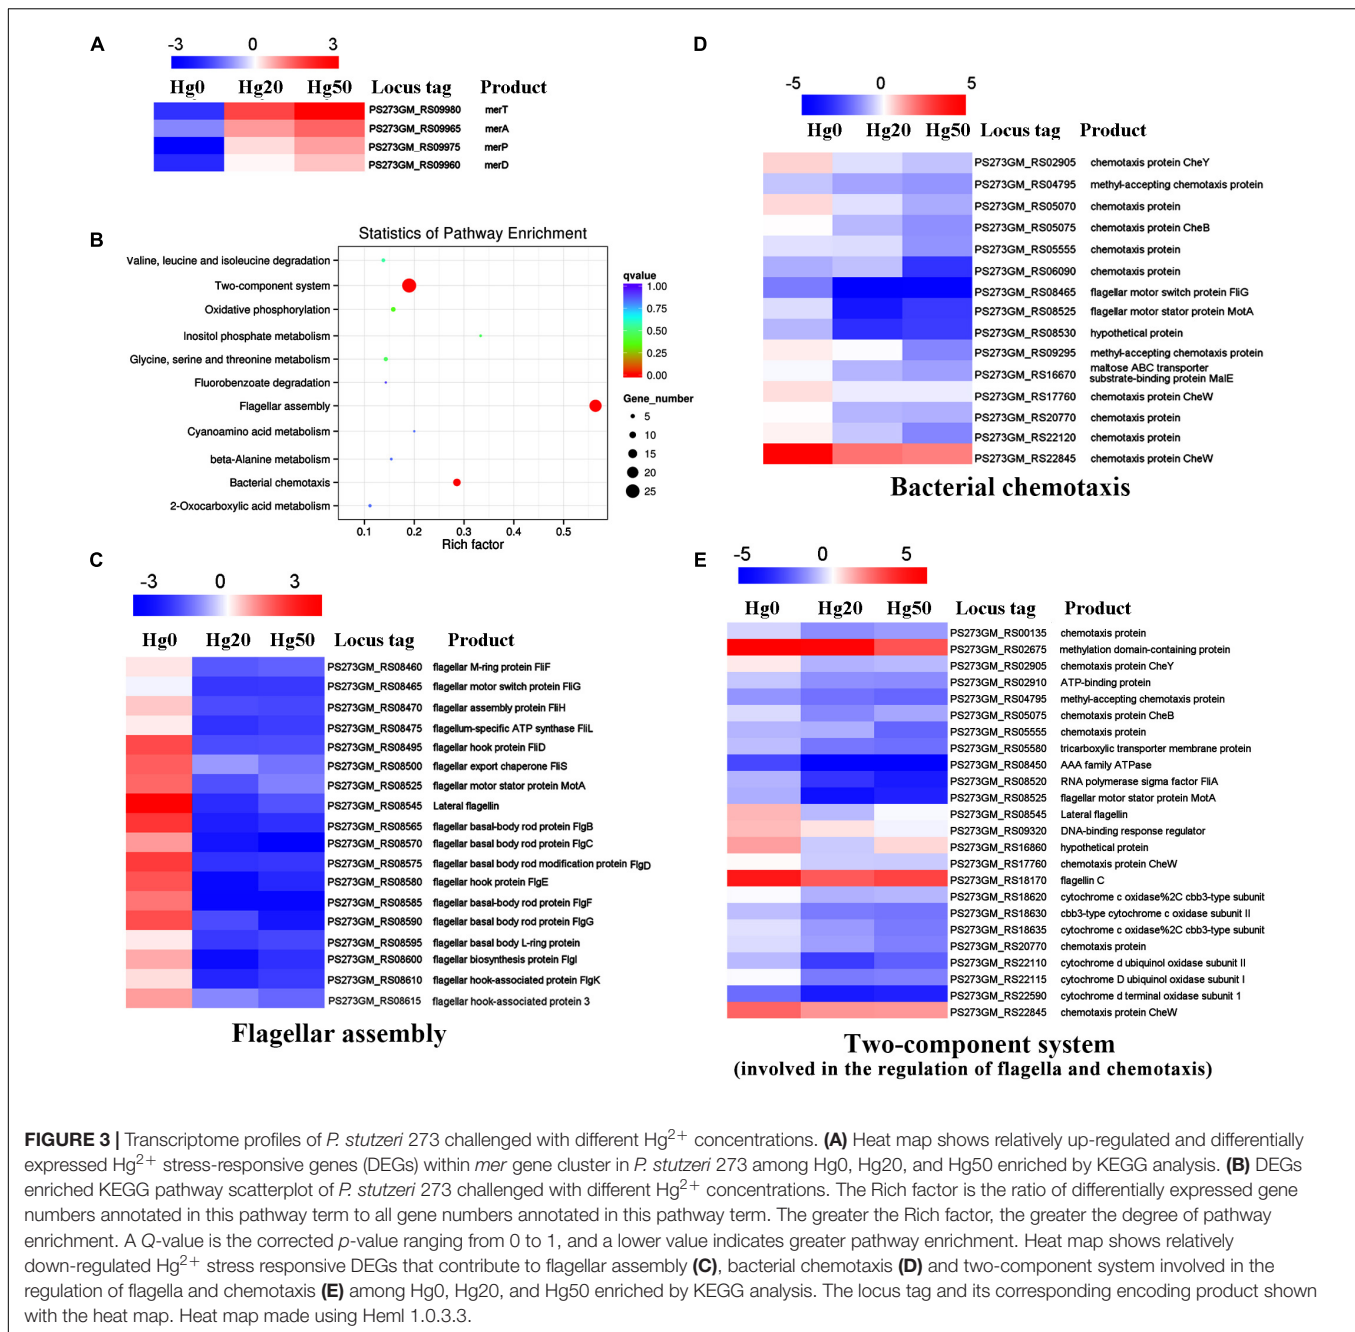 A
-3 0 3
Hg0 Hg20 Hg50 Locus tag Product
PS273GM_RS09980 merT
PS273GM_RS09965 merA
PS273GM_RS09975 merP
PS273GM_RS09960 merD
B
Statistics of Pathway Enrichment
Valine, leucine and isoleucine degradation
Two-component system
Oxidative phosphorylation
Inositol phosphate metabolism
Glycine, serine and threonine metabolism
Fluorobenzoate degradation
Flagellar assembly
Cyanoamino acid metabolism
beta-Alanine metabolism
Bacterial chemotaxis
2-Oxocarboxylic acid metabolism
0.1 0.2 0.3 0.4 0.5
Rich factor
qvalue
1.00
0.75
0.50
0.25
0.00
Gene_number
5
10
15
20
25
C
-3 0 3
Hg0 Hg20 Hg50 Locus tag Product
PS273GM_RS08460 flagellar M-ring protein FliF
PS273GM_RS08465 flagellar motor switch protein FliG
PS273GM_RS08470 flagellar assembly protein FliH
PS273GM_RS08475 flagellum-specific ATP synthase FliL
PS273GM_RS08495 flagellar hook protein FliD
PS273GM_RS08500 flagellar export chaperone FliS
PS273GM_RS08525 flagellar motor stator protein MotA
PS273GM_RS08545 Lateral flagellin
PS273GM_RS08565 flagellar basal-body rod protein FlgB
PS273GM_RS08570 flagellar basal body rod protein FlgC
PS273GM_RS08575 flagellar basal body rod modification protein FlgD
PS273GM_RS08580 flagellar hook protein FlgE
PS273GM_RS08585 flagellar basal-body rod protein FlgF
PS273GM_RS08590 flagellar basal body rod protein FlgG
PS273GM_RS08595 flagellar basal body L-ring protein
PS273GM_RS08600 flagellar biosynthesis protein FlgI
PS273GM_RS08610 flagellar hook-associated protein FlgK
PS273GM_RS08615 flagellar hook-associated protein 3
Flagellar assembly
D
-5 0 5
Hg0 Hg20 Hg50 Locus tag Product
PS273GM_RS02905 chemotaxis protein CheY
PS273GM_RS04795 methyl-accepting chemotaxis protein
PS273GM_RS05070 chemotaxis protein
PS273GM_RS05075 chemotaxis protein CheB
PS273GM_RS05555 chemotaxis protein
PS273GM_RS06090 chemotaxis protein
PS273GM_RS08465 flagellar motor switch protein FliG
PS273GM_RS08525 flagellar motor stator protein MotA
PS273GM_RS08530 hypothetical protein
PS273GM_RS09295 methyl-accepting chemotaxis protein
PS273GM_RS16670 maltose ABC transporter
substrate-binding protein MalE
PS273GM_RS17760 chemotaxis protein CheW
PS273GM_RS20770 chemotaxis protein
PS273GM_RS22120 chemotaxis protein
PS273GM_RS22845 chemotaxis protein CheW
Bacterial chemotaxis
E
-5 0 5
Hg0 Hg20 Hg50 Locus tag Product
PS273GM_RS00135 chemotaxis protein
PS273GM_RS02675 methylation domain-containing protein
PS273GM_RS02905 chemotaxis protein CheY
PS273GM_RS02910 ATP-binding protein
PS273GM_RS04795 methyl-accepting chemotaxis protein
PS273GM_RS05075 chemotaxis protein CheB
PS273GM_RS05555 chemotaxis protein
PS273GM_RS05580 tricarboxylic transporter membrane protein
PS273GM_RS08450 AAA family ATPase
PS273GM_RS08520 RNA polymerase sigma factor FliA
PS273GM_RS08525 flagellar motor stator protein MotA
PS273GM_RS08545 Lateral flagellin
PS273GM_RS09320 DNA-binding response regulator
PS273GM_RS16860 hypothetical protein
PS273GM_RS17760 chemotaxis protein CheW
PS273GM_RS18170 flagellin C
PS273GM_RS18620 cytochrome c oxidase%2C cbb3-type subunit
PS273GM_RS18630 cbb3-type cytochrome c oxidase subunit II
PS273GM_RS18635 cytochrome c oxidase%2C cbb3-type subunit
PS273GM_RS20770 chemotaxis protein
PS273GM_RS22110 cytochrome d ubiquinol oxidase subunit II
PS273GM_RS22115 cytochrome D ubiquinol oxidase subunit I
PS273GM_RS22590 cytochrome d terminal oxidase subunit 1
PS273GM_RS22845 chemotaxis protein CheW
Two-component system
(involved in the regulation of flagella and chemotaxis)
FIGURE 3 | Transcriptome profiles of P. stutzeri 273 challenged with different Hg2+ concentrations. (A) Heat map shows relatively up-regulated and differentially
expressed Hg2+ stress-responsive genes (DEGs) within mer gene cluster in P. stutzeri 273 among Hg0, Hg20, and Hg50 enriched by KEGG analysis. (B) DEGs
enriched KEGG pathway scatterplot of P. stutzeri 273 challenged with different Hg2+ concentrations. The Rich factor is the ratio of differentially expressed gene
numbers annotated in this pathway term to all gene numbers annotated in this pathway term. The greater the Rich factor, the greater the degree of pathway
enrichment. A Q-value is the corrected p-value ranging from 0 to 1, and a lower value indicates greater pathway enrichment. Heat map shows relatively
down-regulated Hg2+ stress responsive DEGs that contribute to flagellar assembly (C), bacterial chemotaxis (D) and two-component system involved in the
regulation of flagella and chemotaxis (E) among Hg0, Hg20, and Hg50 enriched by KEGG analysis. The locus tag and its corresponding encoding product shown
with the heat map. Heat map made using HemI 1.0.3.3.